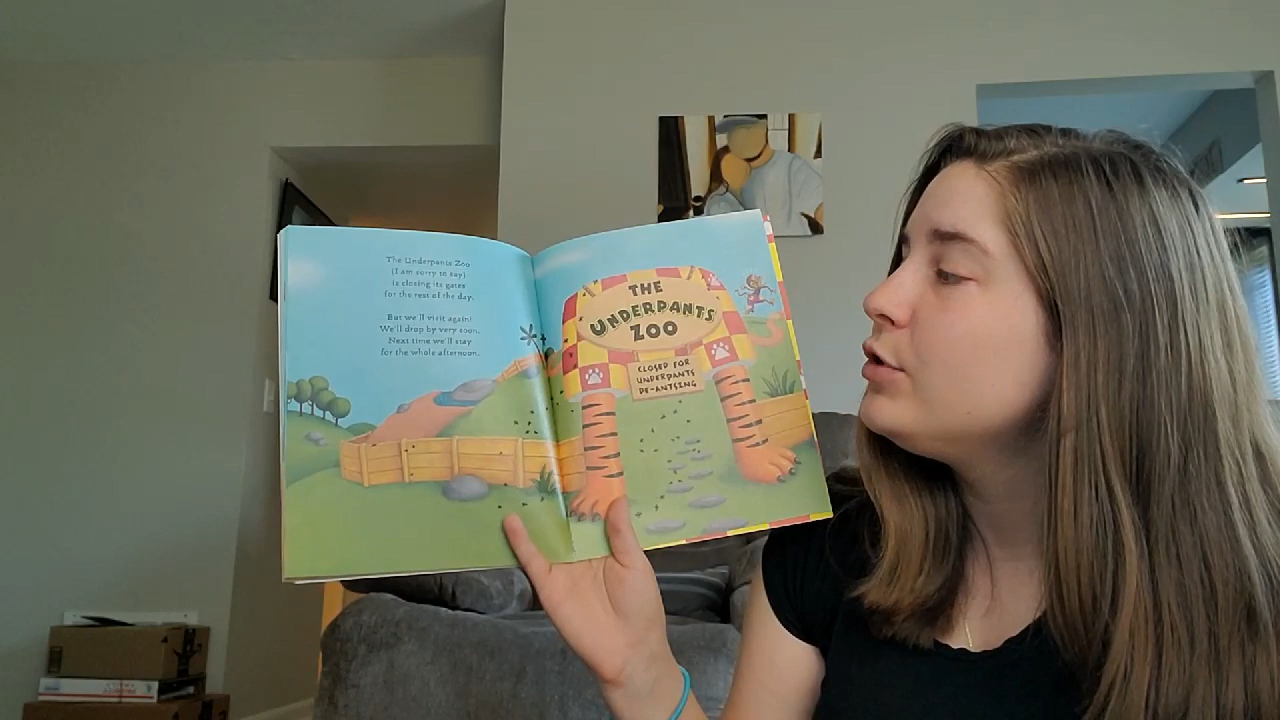 The Underpants Zoo
(I am sorry to say)
is closing its gates
for the rest of the day.
But we'll visit again!
We'll drop by very soon.
Next time we'll stay
for the whole afternoon.
THE
UNDERPANTS
ZOO
CLOSED FOR
UNDERPANTS
DE-ANTSING